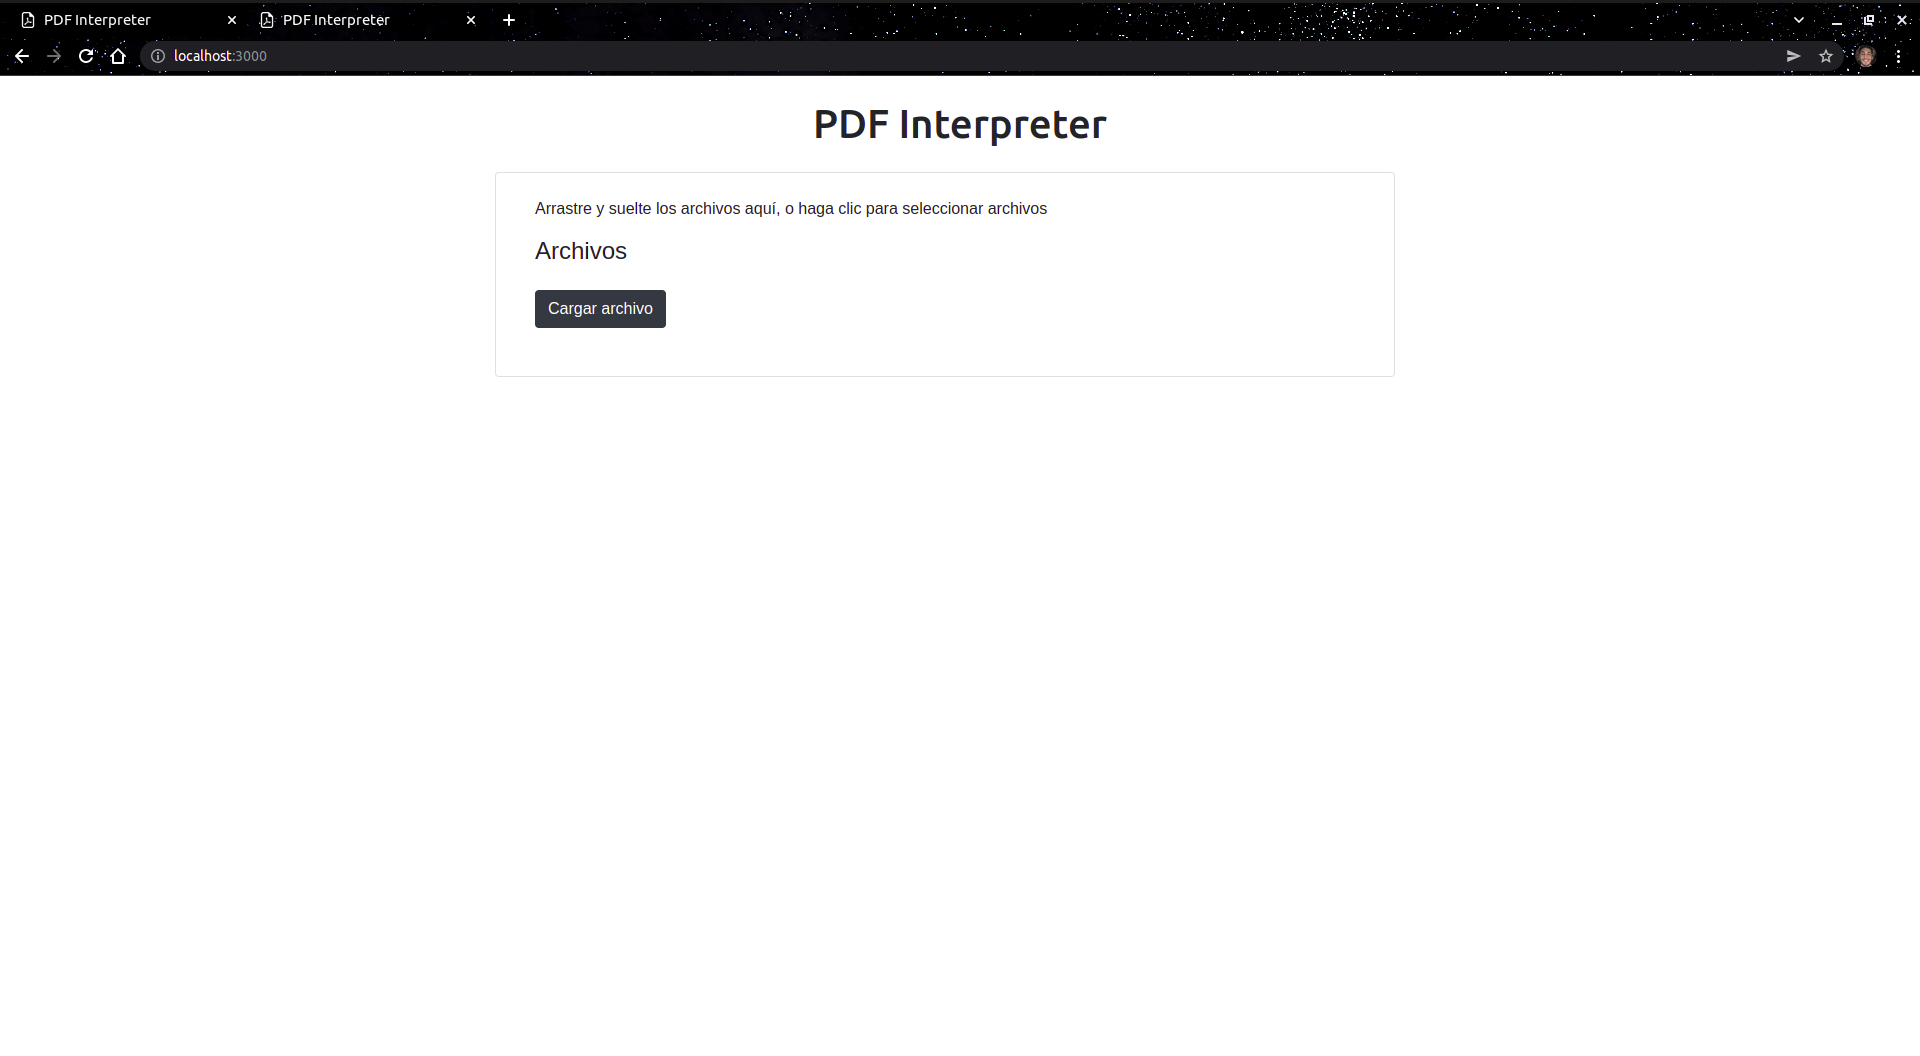 PDF Interpreter
PDF Interpreter
localhost:3000
PDF Interpreter
Arrastre y suelte los archivos aquí, o haga clic para seleccionar archivos
Archivos
Cargar archivo